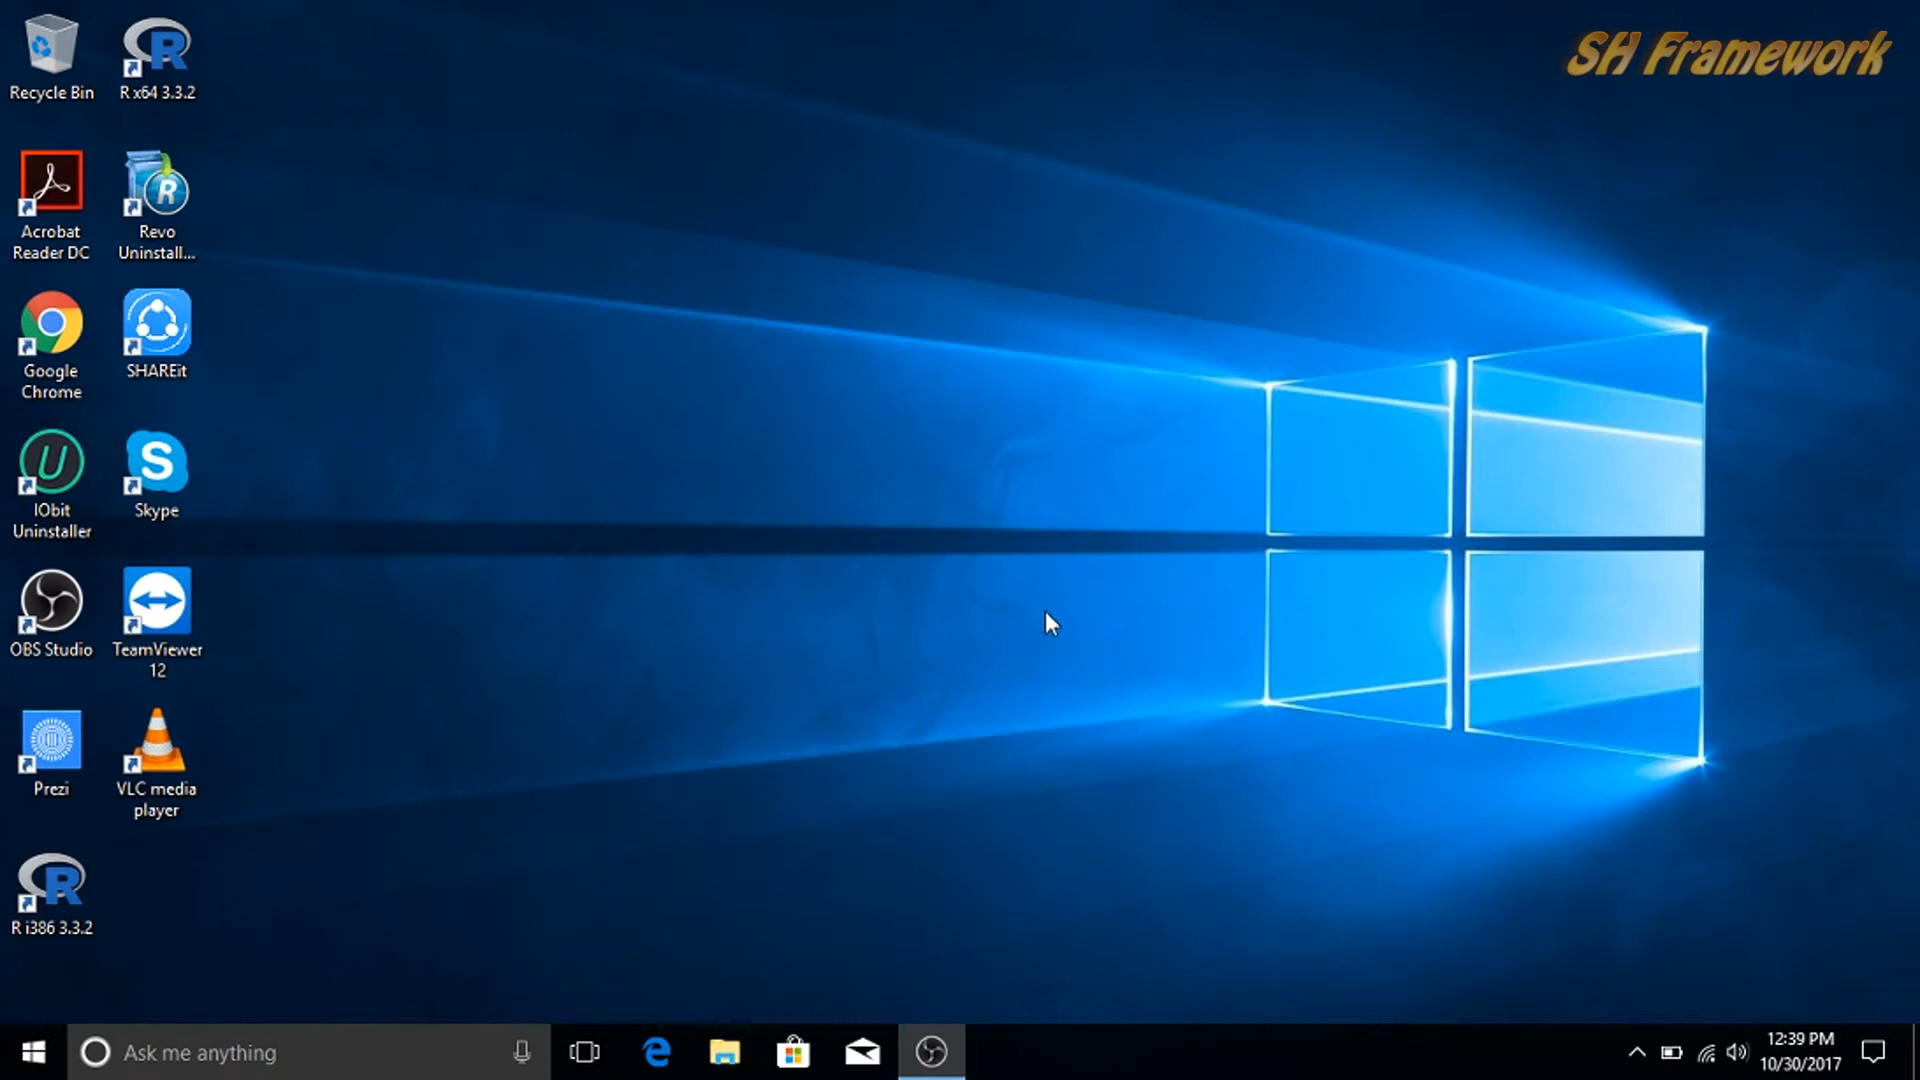 SH Framework
Recycle Bin
R x64 3.3.2
Acrobat
Reader DC
Revo
Uninstall...
Google
Chrome
SHAREit
IObit
Uninstaller
Skype
OBS Studio
TeamViewer
12
Prezi
VLC media
player
R i386 3.3.2
Ask me anything
12:39 PM
10/30/2017